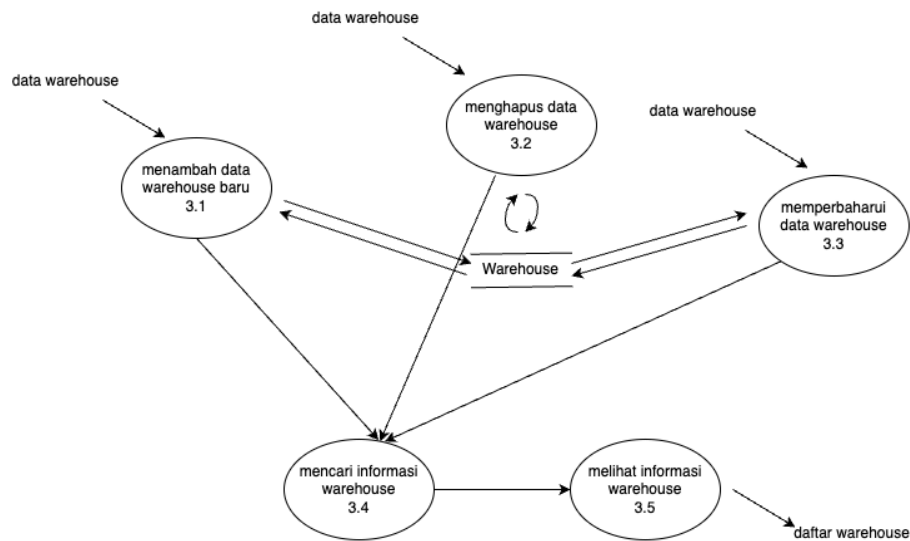 data warehouse
data warehouse
menghapus data
warehouse
3.2
data warehouse
menambah data
warehouse baru
3.1
memperbaharui
data warehouse
3.3
Warehouse
mencari informasi
warehouse
3.4
melihat informasi
warehouse
3.5
daftar warehouse